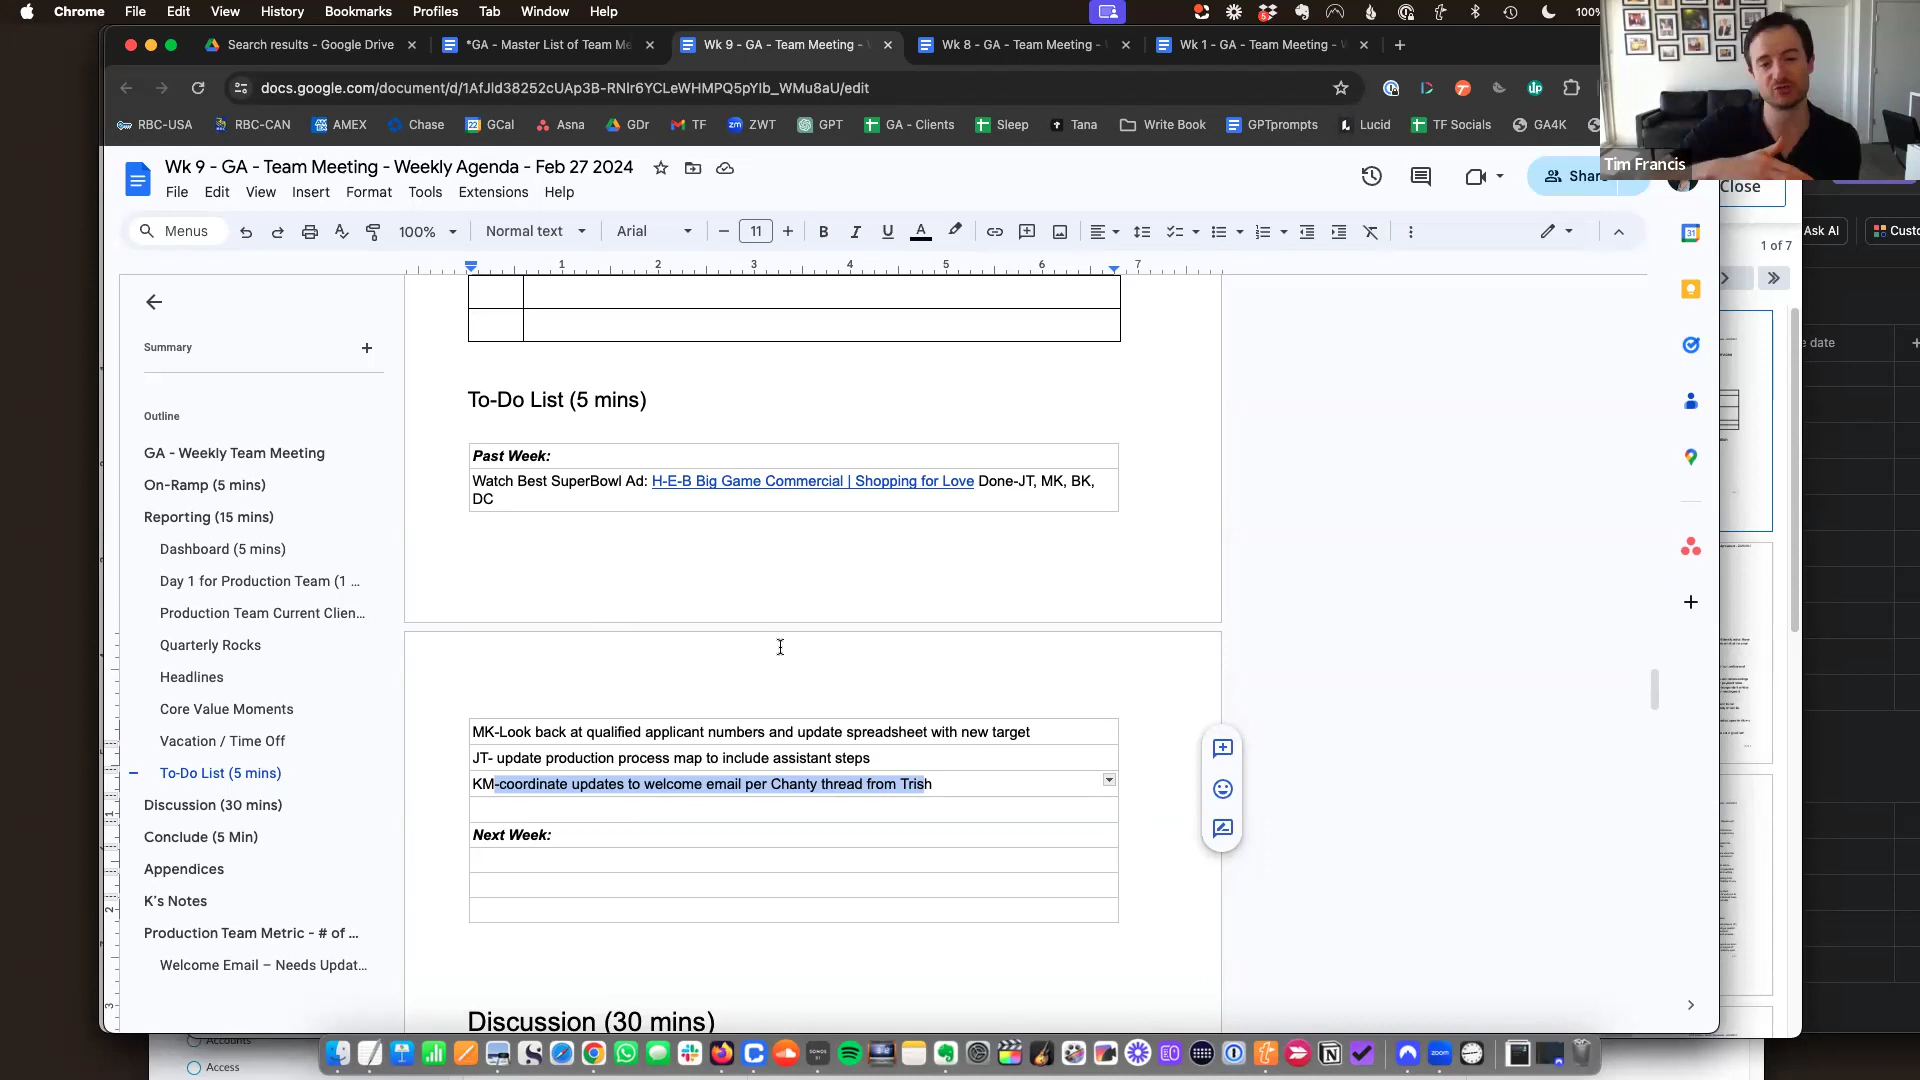 Chrome File Edit View History Bookmarks Profiles Tab Window Help 100%
Search results - Google Drive
*GA - Master List of Team Me
Wk 9 - GA - Team Meeting -
Wk 8 - GA - Team Meeting -
Wk 1 - GA - Team Meeting -
docs.google.com/document/d/1AfJld38252cUAp3B-RNlr6YCLeWHMPQ5pYIb_WMu8aU/edit
RBC-USA RBC-CAN AMEX Chase GCal Asna GDr TF ZWT GPT GA - Clients Sleep Tana Write Book GPTprompts Lucid TF Socials GA4K
Tim Francis
Wk 9 - GA - Team Meeting - Weekly Agenda - Feb 27 2024
File Edit View Insert Format Tools Extensions Help
Share
Close
Menus 100% Normal text Arial 11
Ask AI
1 of 7
1 2 3 4 5 6 7
Summary
Outline
GA - Weekly Team Meeting
On-Ramp (5 mins)
Reporting (15 mins)
Dashboard (5 mins)
Day 1 for Production Team (1 ...
Production Team Current Clien...
Quarterly Rocks
Headlines
Core Value Moments
Vacation / Time Off
To-Do List (5 mins)
Discussion (30 mins)
Conclude (5 Min)
Appendices
K's Notes
Production Team Metric - # of ...
Welcome Email – Needs Updat...
To-Do List (5 mins)
Past Week:
Watch Best SuperBowl Ad: H-E-B Big Game Commercial | Shopping for Love Done-JT, MK, BK,
DC
MK-Look back at qualified applicant numbers and update spreadsheet with new target
JT- update production process map to include assistant steps
KM-coordinate updates to welcome email per Chanty thread from Trish
Next Week:
Discussion (30 mins)
e date
Accounts
Access